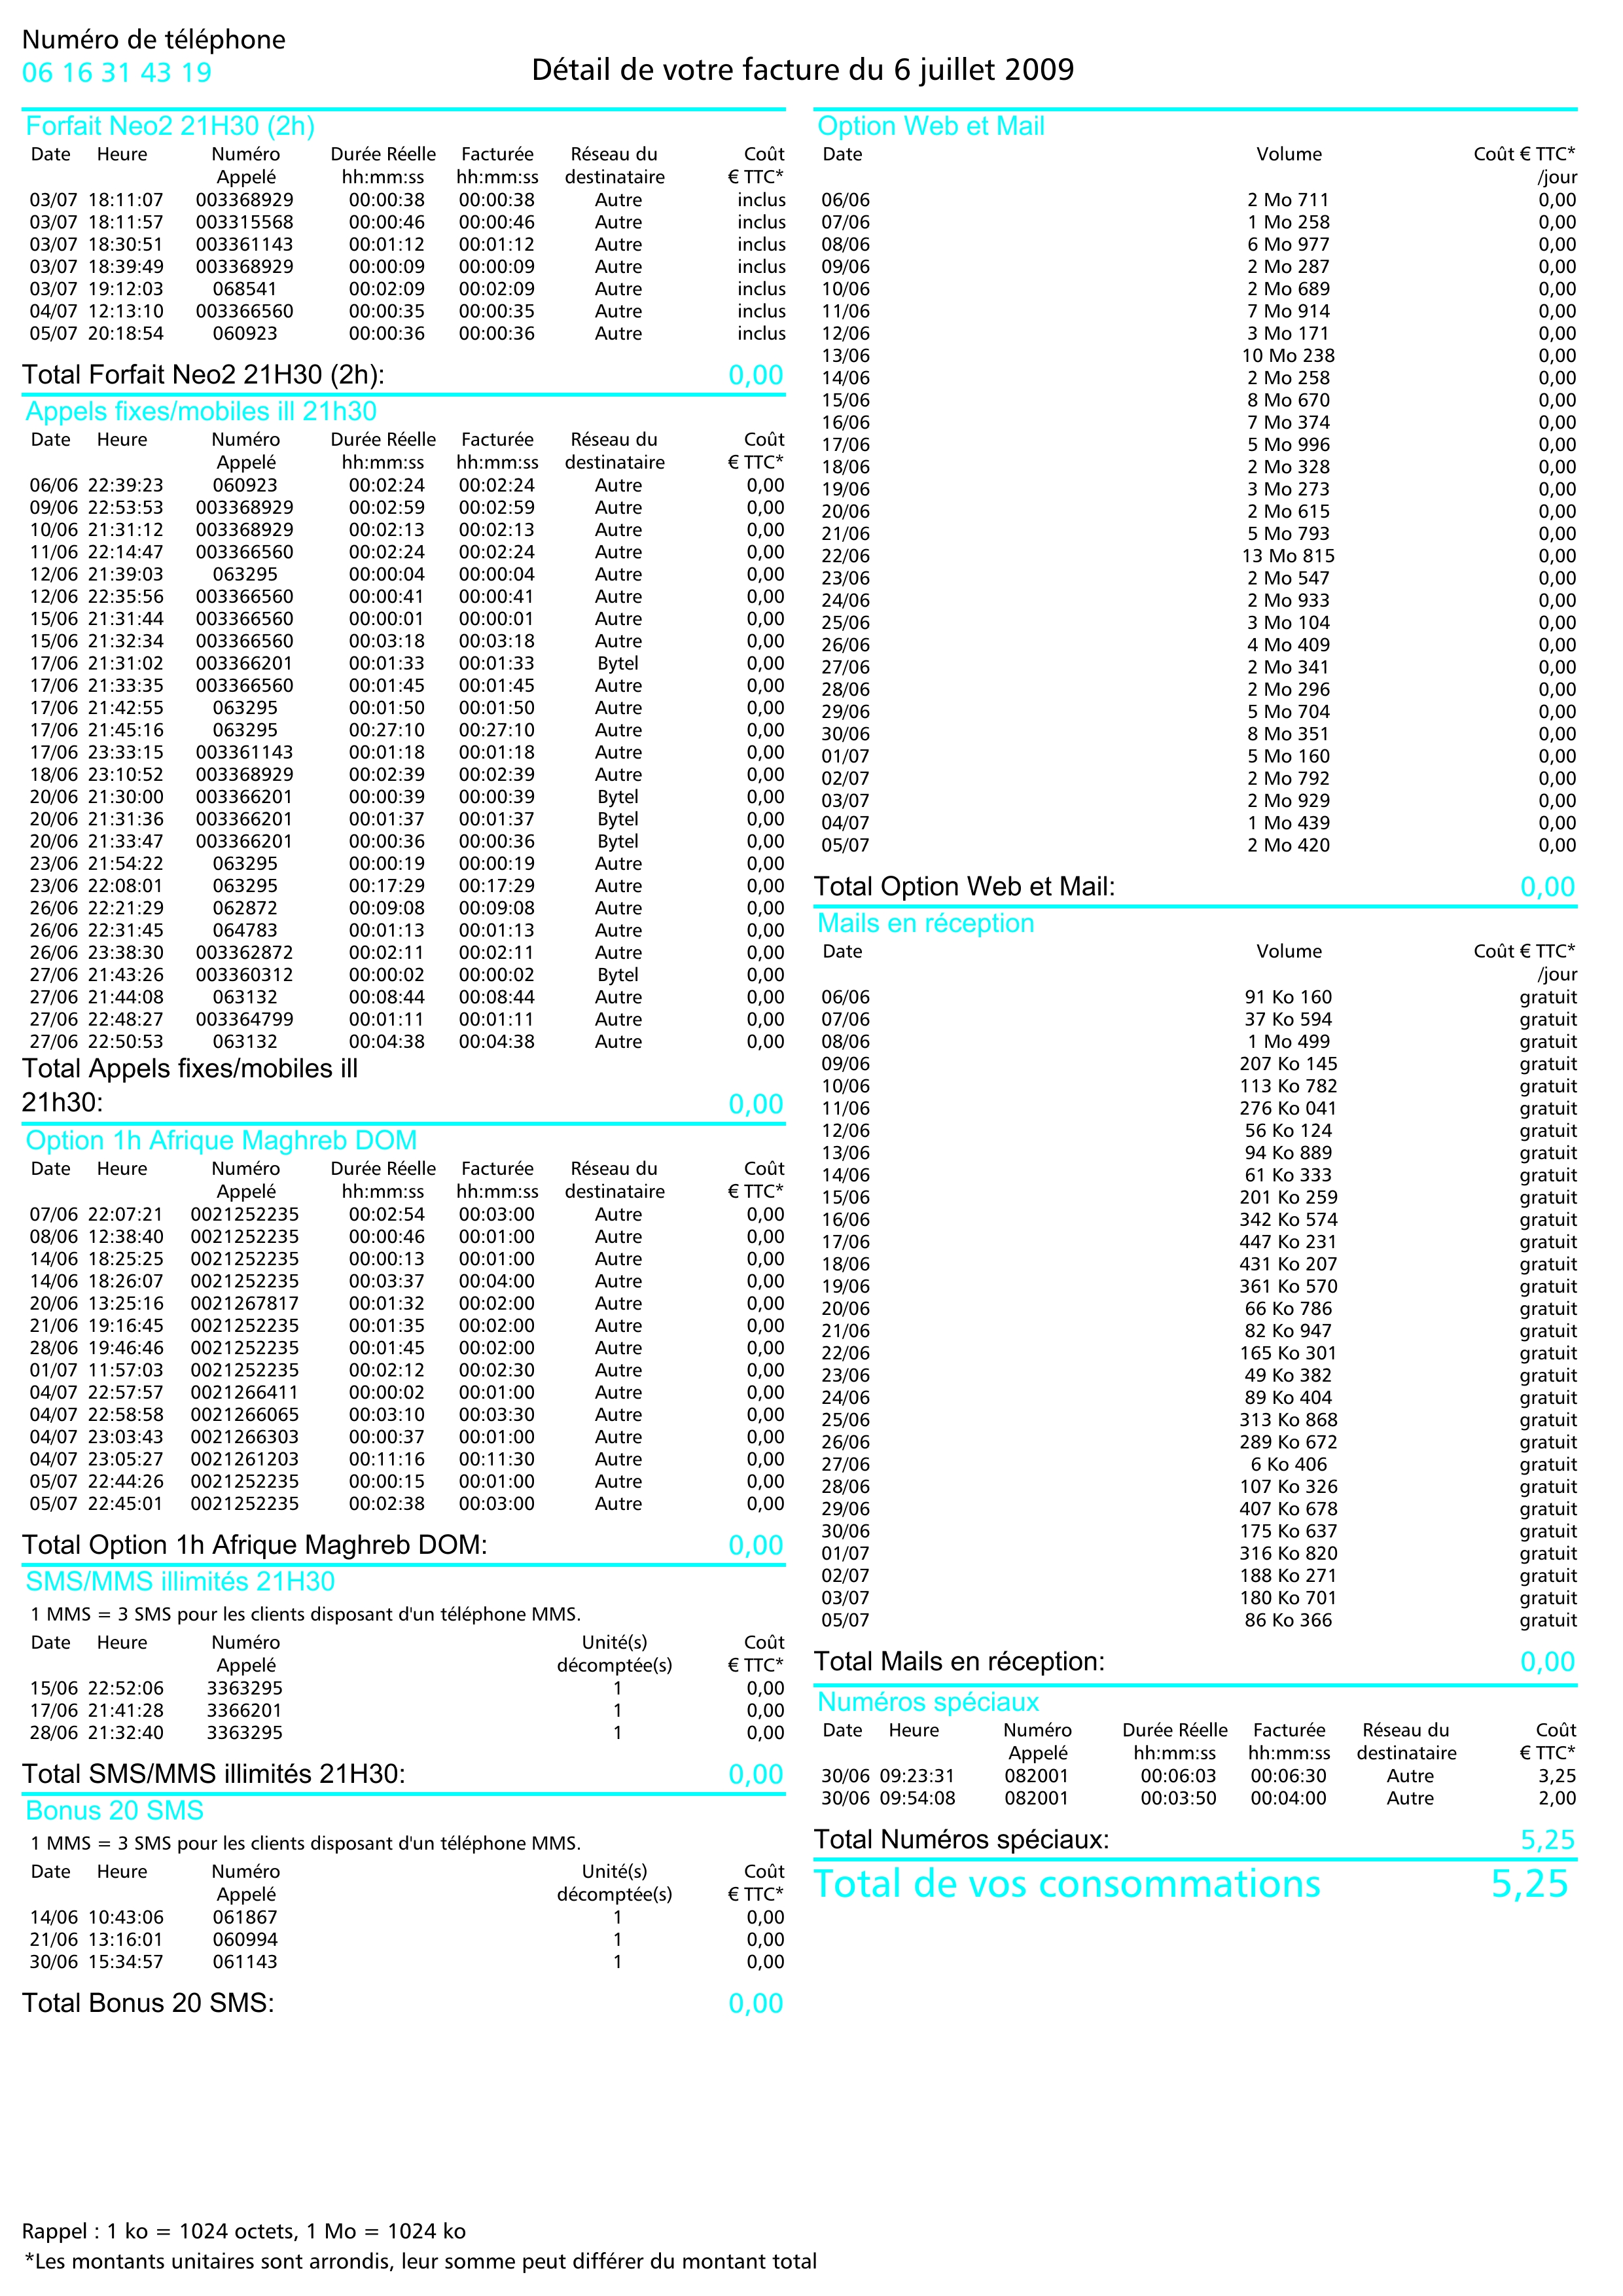 Numéro de téléphone
06 16 31 43 19
Détail de votre facture du 6 juillet 2009
Forfait Neo2 21H30 (2h)
Date Heure Numéro Durée Réelle Facturée Réseau du Coût
Appelé hh:mm:ss hh:mm:ss destinataire € TTC*
03/07 18:11:07 003368929 00:00:38 00:00:38 Autre inclus
03/07 18:11:57 003315568 00:00:46 00:00:46 Autre inclus
03/07 18:30:51 003361143 00:01:12 00:01:12 Autre inclus
03/07 18:39:49 003368929 00:00:09 00:00:09 Autre inclus
03/07 19:12:03 068541 00:02:09 00:02:09 Autre inclus
04/07 12:13:10 003366560 00:00:35 00:00:35 Autre inclus
05/07 20:18:54 060923 00:00:36 00:00:36 Autre inclus
Total Forfait Neo2 21H30 (2h): 0,00
Appels fixes/mobiles ill 21h30
Date Heure Numéro Durée Réelle Facturée Réseau du Coût
Appelé hh:mm:ss hh:mm:ss destinataire € TTC*
06/06 22:39:23 060923 00:02:24 00:02:24 Autre 0,00
09/06 22:53:53 003368929 00:02:59 00:02:59 Autre 0,00
10/06 21:31:12 003368929 00:02:13 00:02:13 Autre 0,00
11/06 22:14:47 003366560 00:02:24 00:02:24 Autre 0,00
12/06 21:39:03 063295 00:00:04 00:00:04 Autre 0,00
12/06 22:35:56 003366560 00:00:41 00:00:41 Autre 0,00
15/06 21:31:44 003366560 00:00:01 00:00:01 Autre 0,00
15/06 21:32:34 003366560 00:03:18 00:03:18 Autre 0,00
17/06 21:31:02 003366201 00:01:33 00:01:33 Bytel 0,00
17/06 21:33:35 003366560 00:01:45 00:01:45 Autre 0,00
17/06 21:42:55 063295 00:01:50 00:01:50 Autre 0,00
17/06 21:45:16 063295 00:27:10 00:27:10 Autre 0,00
17/06 23:33:15 003361143 00:01:18 00:01:18 Autre 0,00
18/06 23:10:52 003368929 00:02:39 00:02:39 Autre 0,00
20/06 21:30:00 003366201 00:00:39 00:00:39 Bytel 0,00
20/06 21:31:36 003366201 00:01:37 00:01:37 Bytel 0,00
20/06 21:33:47 003366201 00:00:36 00:00:36 Bytel 0,00
23/06 21:54:22 063295 00:00:19 00:00:19 Autre 0,00
23/06 22:08:01 063295 00:17:29 00:17:29 Autre 0,00
26/06 22:21:29 062872 00:09:08 00:09:08 Autre 0,00
26/06 22:31:45 064783 00:01:13 00:01:13 Autre 0,00
26/06 23:38:30 003362872 00:02:11 00:02:11 Autre 0,00
27/06 21:43:26 003360312 00:00:02 00:00:02 Bytel 0,00
27/06 21:44:08 063132 00:08:44 00:08:44 Autre 0,00
27/06 22:48:27 003364799 00:01:11 00:01:11 Autre 0,00
27/06 22:50:53 063132 00:04:38 00:04:38 Autre 0,00
Total Appels fixes/mobiles ill
21h30: 0,00
Option 1h Afrique Maghreb DOM
Date Heure Numéro Durée Réelle Facturée Réseau du Coût
Appelé hh:mm:ss hh:mm:ss destinataire € TTC*
07/06 22:07:21 0021252235 00:02:54 00:03:00 Autre 0,00
08/06 12:38:40 0021252235 00:00:46 00:01:00 Autre 0,00
14/06 18:25:25 0021252235 00:00:13 00:01:00 Autre 0,00
14/06 18:26:07 0021252235 00:03:37 00:04:00 Autre 0,00
20/06 13:25:16 0021267817 00:01:32 00:02:00 Autre 0,00
21/06 19:16:45 0021252235 00:01:35 00:02:00 Autre 0,00
28/06 19:46:46 0021252235 00:01:45 00:02:00 Autre 0,00
01/07 11:57:03 0021252235 00:02:12 00:02:30 Autre 0,00
04/07 22:57:57 0021266411 00:00:02 00:01:00 Autre 0,00
04/07 22:58:58 0021266065 00:03:10 00:03:30 Autre 0,00
04/07 23:03:43 0021266303 00:00:37 00:01:00 Autre 0,00
04/07 23:05:27 0021261203 00:11:16 00:11:30 Autre 0,00
05/07 22:44:26 0021252235 00:00:15 00:01:00 Autre 0,00
05/07 22:45:01 0021252235 00:02:38 00:03:00 Autre 0,00
Total Option 1h Afrique Maghreb DOM: 0,00
SMS/MMS illimités 21H30
1 MMS = 3 SMS pour les clients disposant d'un téléphone MMS.
Date Heure Numéro Unité(s) Coût
Appelé décomptée(s) € TTC*
15/06 22:52:06 3363295 1 0,00
17/06 21:41:28 3366201 1 0,00
28/06 21:32:40 3363295 1 0,00
Total SMS/MMS illimités 21H30: 0,00
Bonus 20 SMS
1 MMS = 3 SMS pour les clients disposant d'un téléphone MMS.
Date Heure Numéro Unité(s) Coût
Appelé décomptée(s) € TTC*
14/06 10:43:06 061867 1 0,00
21/06 13:16:01 060994 1 0,00
30/06 15:34:57 061143 1 0,00
Total Bonus 20 SMS: 0,00
Option Web et Mail
Date Volume Coût € TTC*
/jour
06/06 2 Mo 711 0,00
07/06 1 Mo 258 0,00
08/06 6 Mo 977 0,00
09/06 2 Mo 287 0,00
10/06 2 Mo 689 0,00
11/06 7 Mo 914 0,00
12/06 3 Mo 171 0,00
13/06 10 Mo 238 0,00
14/06 2 Mo 258 0,00
15/06 8 Mo 670 0,00
16/06 7 Mo 374 0,00
17/06 5 Mo 996 0,00
18/06 2 Mo 328 0,00
19/06 3 Mo 273 0,00
20/06 2 Mo 615 0,00
21/06 5 Mo 793 0,00
22/06 13 Mo 815 0,00
23/06 2 Mo 547 0,00
24/06 2 Mo 933 0,00
25/06 3 Mo 104 0,00
26/06 4 Mo 409 0,00
27/06 2 Mo 341 0,00
28/06 2 Mo 296 0,00
29/06 5 Mo 704 0,00
30/06 8 Mo 351 0,00
01/07 5 Mo 160 0,00
02/07 2 Mo 792 0,00
03/07 2 Mo 929 0,00
04/07 1 Mo 439 0,00
05/07 2 Mo 420 0,00
Total Option Web et Mail: 0,00
Mails en réception
Date Volume Coût € TTC*
/jour
06/06 91 Ko 160 gratuit
07/06 37 Ko 594 gratuit
08/06 1 Mo 499 gratuit
09/06 207 Ko 145 gratuit
10/06 113 Ko 782 gratuit
11/06 276 Ko 041 gratuit
12/06 56 Ko 124 gratuit
13/06 94 Ko 889 gratuit
14/06 61 Ko 333 gratuit
15/06 201 Ko 259 gratuit
16/06 342 Ko 574 gratuit
17/06 447 Ko 231 gratuit
18/06 431 Ko 207 gratuit
19/06 361 Ko 570 gratuit
20/06 66 Ko 786 gratuit
21/06 82 Ko 947 gratuit
22/06 165 Ko 301 gratuit
23/06 49 Ko 382 gratuit
24/06 89 Ko 404 gratuit
25/06 313 Ko 868 gratuit
26/06 289 Ko 672 gratuit
27/06 6 Ko 406 gratuit
28/06 107 Ko 326 gratuit
29/06 407 Ko 678 gratuit
30/06 175 Ko 637 gratuit
01/07 316 Ko 820 gratuit
02/07 188 Ko 271 gratuit
03/07 180 Ko 701 gratuit
05/07 86 Ko 366 gratuit
Total Mails en réception: 0,00
Numéros spéciaux
Date Heure Numéro Durée Réelle Facturée Réseau du Coût
Appelé hh:mm:ss hh:mm:ss destinataire € TTC*
30/06 09:23:31 082001 00:06:03 00:06:30 Autre 3,25
30/06 09:54:08 082001 00:03:50 00:04:00 Autre 2,00
Total Numéros spéciaux: 5,25
Total de vos consommations 5,25
Rappel : 1 ko = 1024 octets, 1 Mo = 1024 ko
*Les montants unitaires sont arrondis, leur somme peut différer du montant total